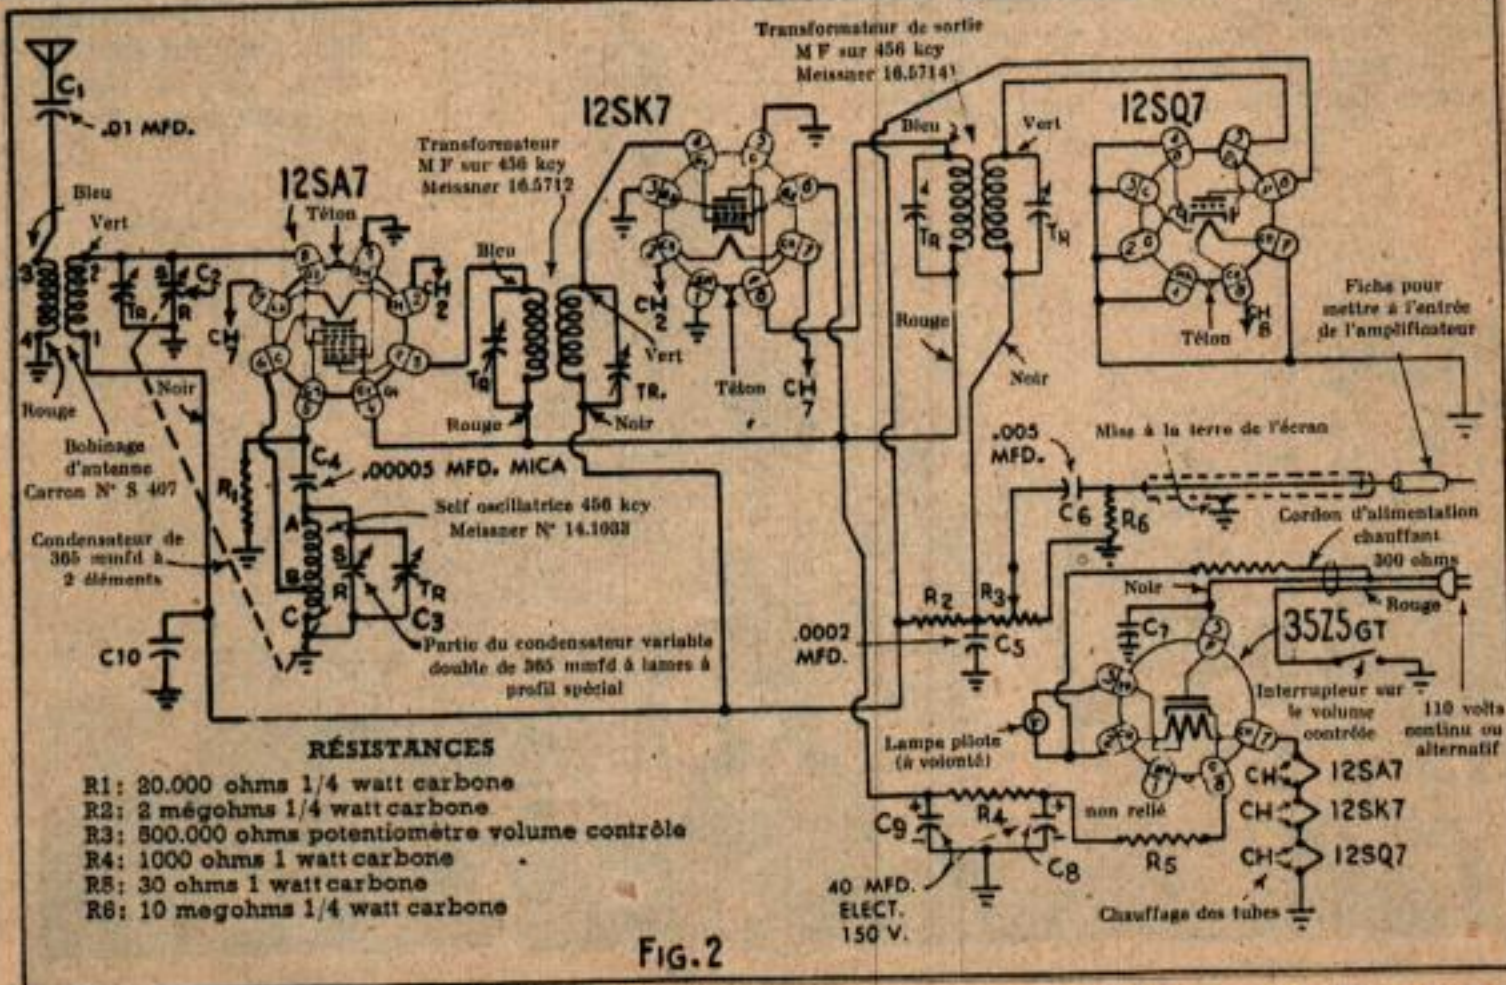 Transformateur de sortie
M F sur 456 kcy
Meissner 16.5714
C1
.01 MFD.
12SK7
12SQ7
Bleu
Vert
Transformateur
M F sur 456 kcy
Meissner 16.5712
12SA7
Téton
Bleu
Vert
Bleu
TR
TR
3
2
4
1
TR
S
R
C2
CH
7
CH
2
CH
2
TR
TR.
Vert
Téton
CH
7
Rouge
Noir
Téton
CH
8
Fiche pour
mettre à l'entrée
de l'amplificateur
Rouge
Noir
Rouge
Noir
Bobinage
d'antenne
Carron N° S 407
R1
C4
.00005 MFD. MICA
Self oscillatrice 456 kcy
Meissner N° 14.1033
A
B
C
S
R
TR
C3
Condensateur de
365 mmfd à
2 éléments
Partie du condensateur variable
double de 365 mmfd à lames à
profil spécial
C10
.005
MFD.
C6
R6
Mise à la terre de l'écran
Cordon d'alimentation
chauffant
300 ohms
Noir
Rouge
R2
R3
.0002
MFD.
C5
C7
35Z5GT
Interrupteur sur
le volume
contrôle
110 volts
continu ou
alternatif
Lampe pilote
(à volonté)
non relié
C9
R4
C8
R5
40 MFD.
ELECT.
150 V.
CH
12SA7
CH
12SK7
CH
12SQ7
Chauffage des tubes
RÉSISTANCES
R1: 20.000 ohms 1/4 watt carbone
R2: 2 mégohms 1/4 watt carbone
R3: 500.000 ohms potentiomètre volume contrôle
R4: 1000 ohms 1 watt carbone
R5: 30 ohms 1 watt carbone
R6: 10 megohms 1/4 watt carbone
FIG.2